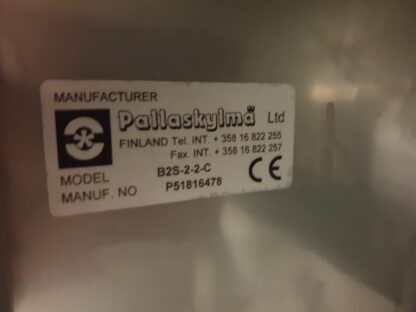 MANUFACTURER
Pallaskylmä Ltd
FINLAND Tel. INT. + 358 16 822 255
Fax. INT. + 358 16 822 257
MODEL B2S-2-2-C
MANUF. NO P51816478
CE